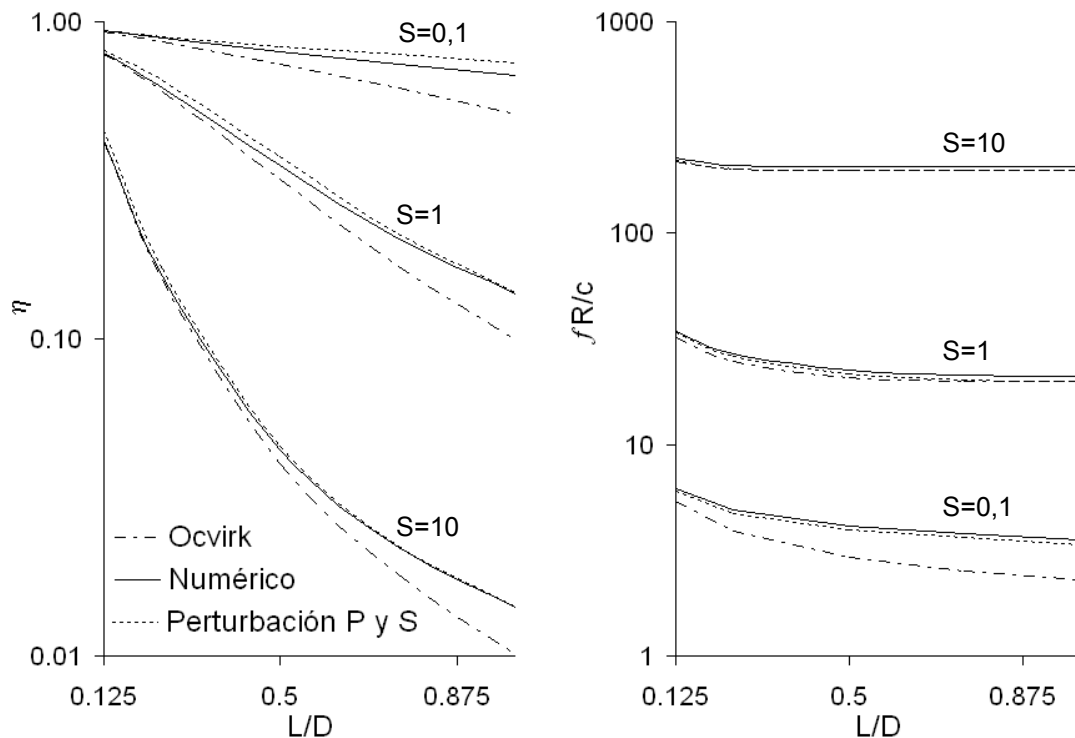 1.00
0.10
0.01
η
S=0,1
S=1
S=10
Ocvirk
Numérico
Perturbación P y S
0.125
0.5
0.875
L/D
1000
100
10
1
fR/c
S=10
S=1
S=0,1
0.125
0.5
0.875
L/D